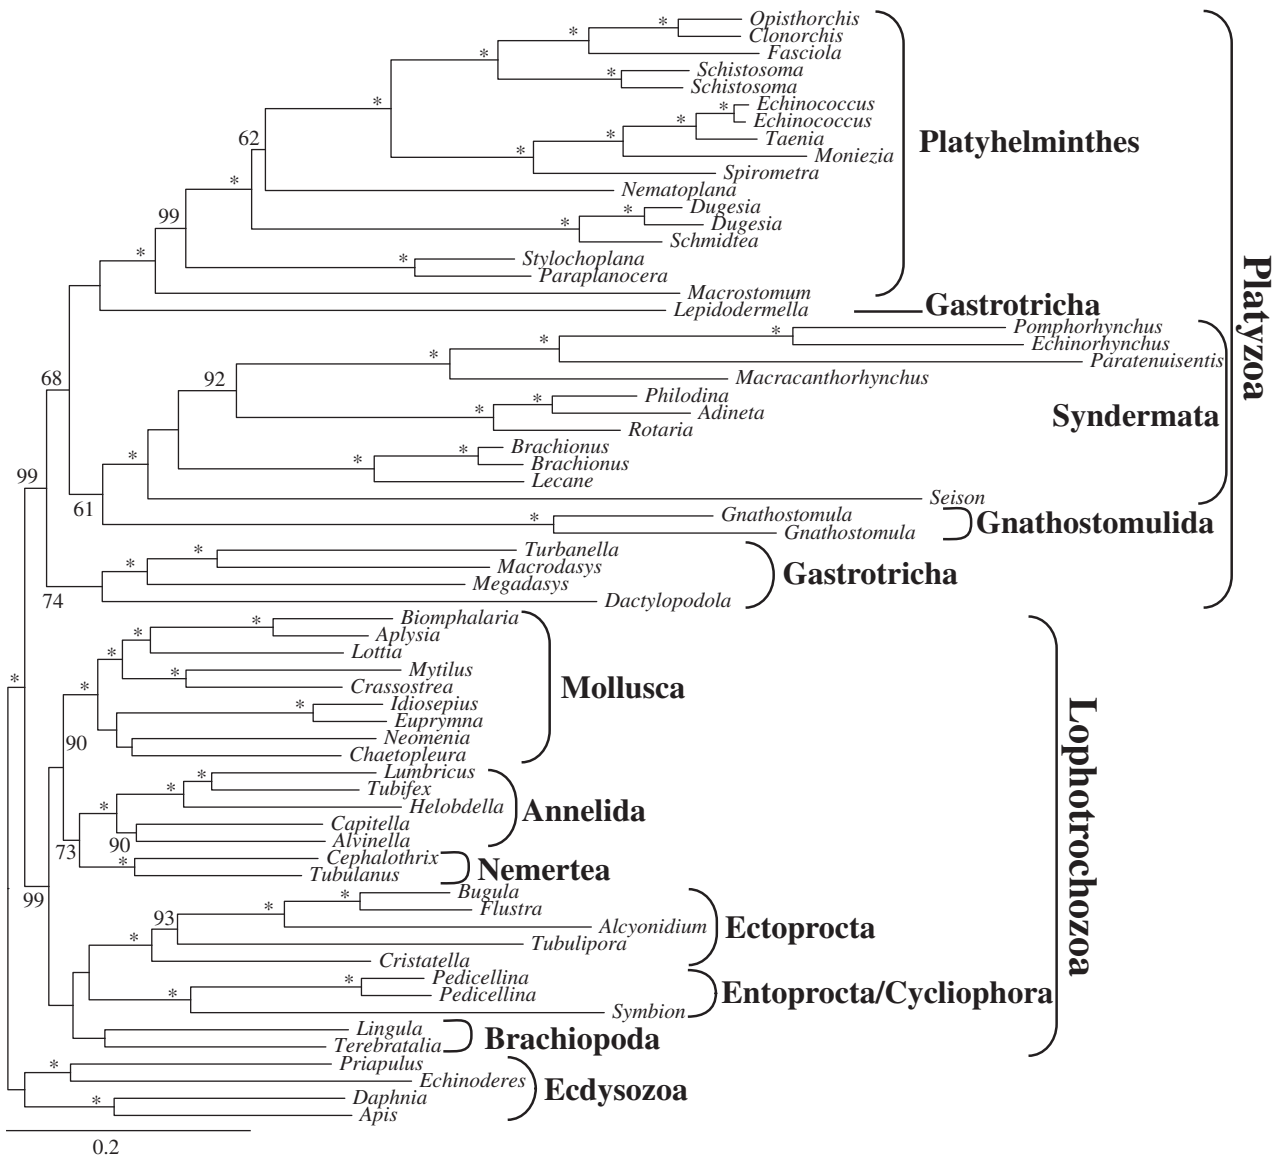 * Opisthorchis
* Clonorchis
* Fasciola
* Schistosoma
Schistosoma
* * Echinococcus
* Echinococcus
* Taenia
62 * Moniezia
Platyhelminthes
Spirometra
* Nematoplana
* Dugesia
99 * Dugesia
Schmidtea
* * Stylochoplana
Paraplanocera
Macrostomum
Lepidodermella
Gastrotricha
Platyzoa
* Pomphorhynchus
* Echinorhynchus
* Paratenuisentis
68 92 Macracanthorhynchus
* Philodina
* Adineta
Syndermata
Rotaria
* Brachionus
* * Brachionus
99 Lecane
Seison
61 * Gnathostomula
Gnathostomulida
Gnathostomula
* Turbanella
* Macrodasys
Gastrotricha
Megadasys
74 Dactylopodola
* Biomphalaria
* Aplysia
* Lottia
* * Mytilus
* Crassostrea
Mollusca
* Idiosepius
Euprymna
90 Neomenia
Chaetopleura
* Lumbricus
* Tubifex
* Helobdella
Annelida
Capitella
90 Alvinella
73 * Cephalothrix
Nemertea
Tubulanus
99 * Bugula
* Flustra
93 Alcyonidium
Ectoprocta
* Tubulipora
Cristatella
* Pedicellina
* Pedicellina
Entoprocta/Cycliophora
Symbion
Lophotrochozoa
Lingula
Brachiopoda
Terebratalia
* Priapulus
Echinoderes
Ecdysozoa
* Daphnia
Apis
0.2